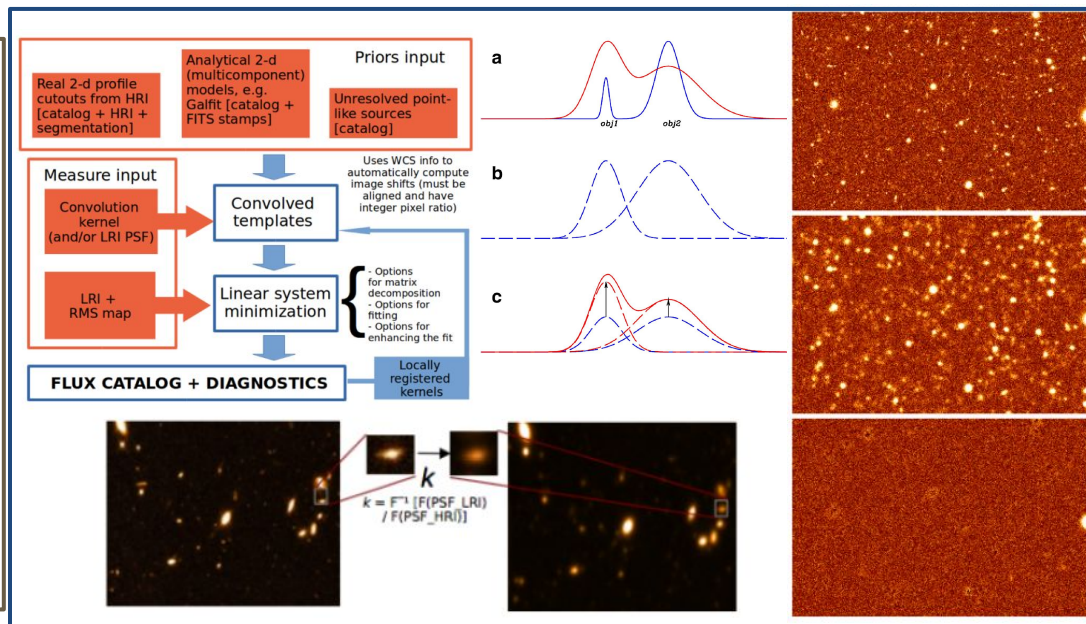 Priors input
Real 2-d profile
cutouts from HRI
[catalog + HRI +
segmentation]
Analytical 2-d
(multicomponent)
models, e.g.
Galfit [catalog +
FITS stamps]
Unresolved point-
like sources
[catalog]
Measure input
Convolution
kernel
(and/or LRI PSF)
LRI +
RMS map
Uses WCS info to
automatically compute
image shifts (must be
aligned and have
integer pixel ratio)
Convolved
templates
Linear system
minimization
- Options
for matrix
decomposition
- Options for
fitting
- Options for
enhancing the fit
FLUX CATALOG + DIAGNOSTICS
Locally
registered
kernels
a
obj1
obj2
b
c
k
k = F⁻¹ [F(PSF_LRI)
/ F(PSF_HRI)]